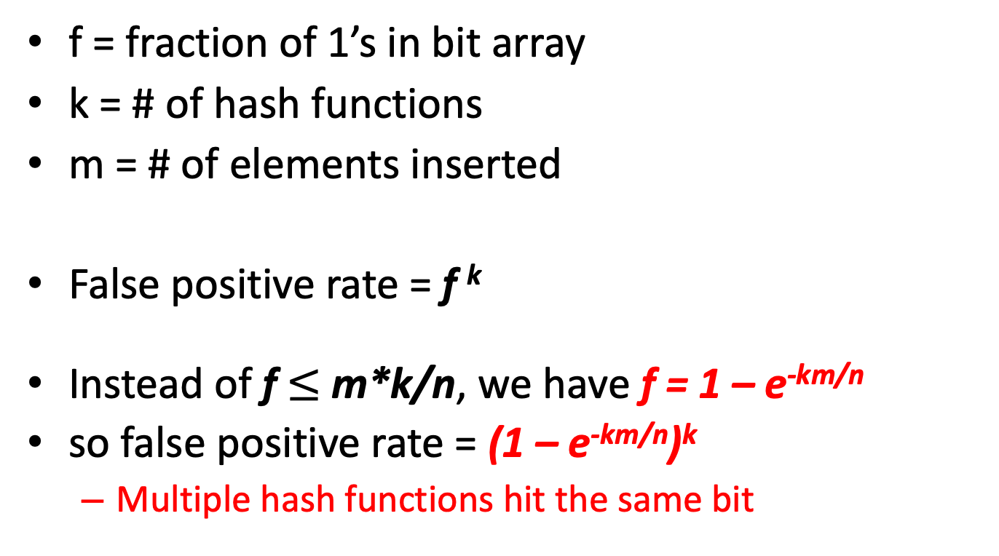 • f = fraction of 1’s in bit array
• k = # of hash functions
• m = # of elements inserted
• False positive rate = f ᵏ
• Instead of f ≤ m*k/n, we have f = 1 – e^-km/n
• so false positive rate = (1 – e^-km/n)^k
– Multiple hash functions hit the same bit